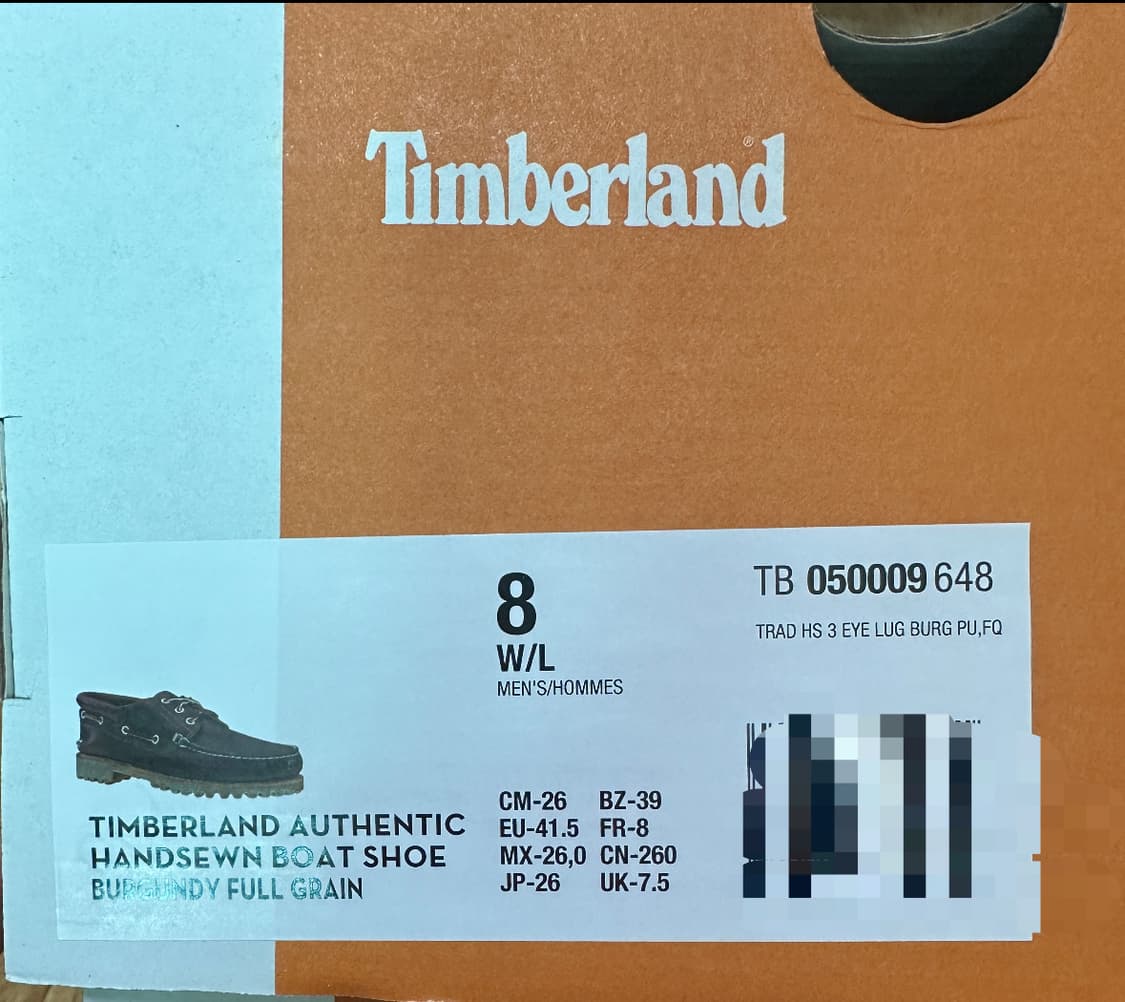 Timberland®
8
W/L
MEN'S/HOMMES
TB 050009 648
TRAD HS 3 EYE LUG BURG PU,FQ
TIMBERLAND AUTHENTIC
HANDSEWN BOAT SHOE
BURGUNDY FULL GRAIN
CM-26 BZ-39
EU-41.5 FR-8
MX-26,0 CN-260
JP-26 UK-7.5